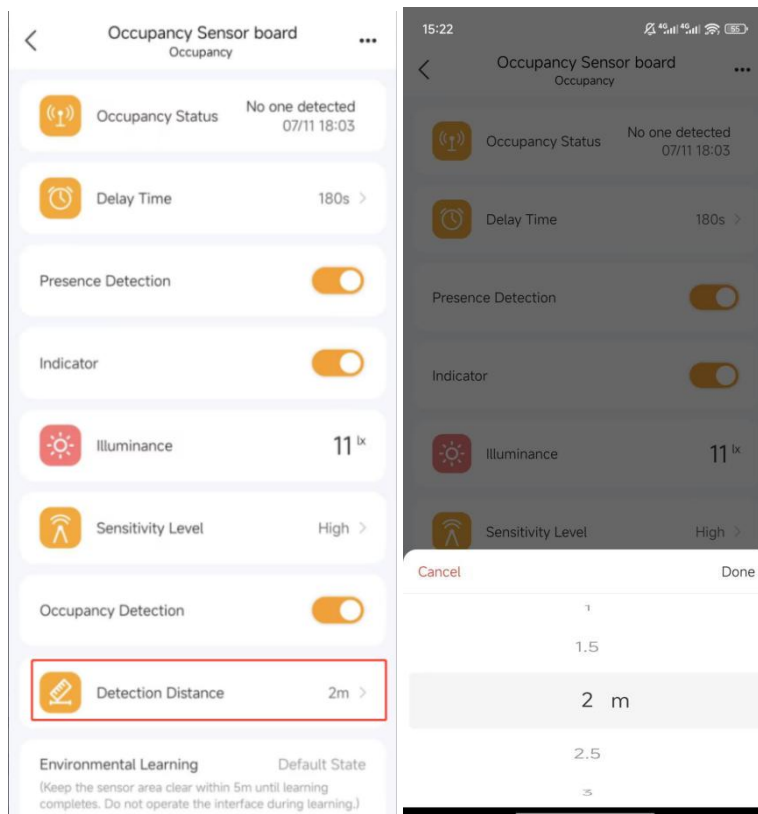 Occupancy Sensor board
Occupancy
Occupancy Status
No one detected
07/11 18:03
Delay Time
180s
Presence Detection
Indicator
Illuminance
11 lx
Sensitivity Level
High
Occupancy Detection
Detection Distance
2m
Environmental Learning
Default State
(Keep the sensor area clear within 5m until learning
completes. Do not operate the interface during learning.)
15:22
4G 4G 55
Occupancy Sensor board
Occupancy
Occupancy Status
No one detected
07/11 18:03
Delay Time
180s
Presence Detection
Indicator
Illuminance
11 lx
Sensitivity Level
High
Cancel
Done
1
1.5
2 m
2.5
3